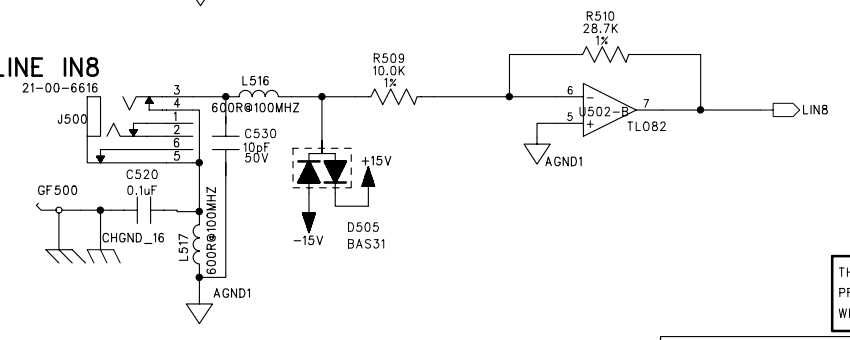 R510
28.7K
1%
LINE IN8
21-00-6616
J500
3
4
1
2
6
5
L516
600R@100MHZ
R509
10.0K
1%
6
5
U502-B
7
TL082
LIN8
AGND1
C530
10pF
50V
+15V
-15V
D505
BAS31
C520
0.1uF
GF500
CHGND_16
L517
600R@100MHZ
AGND1
TH
PR